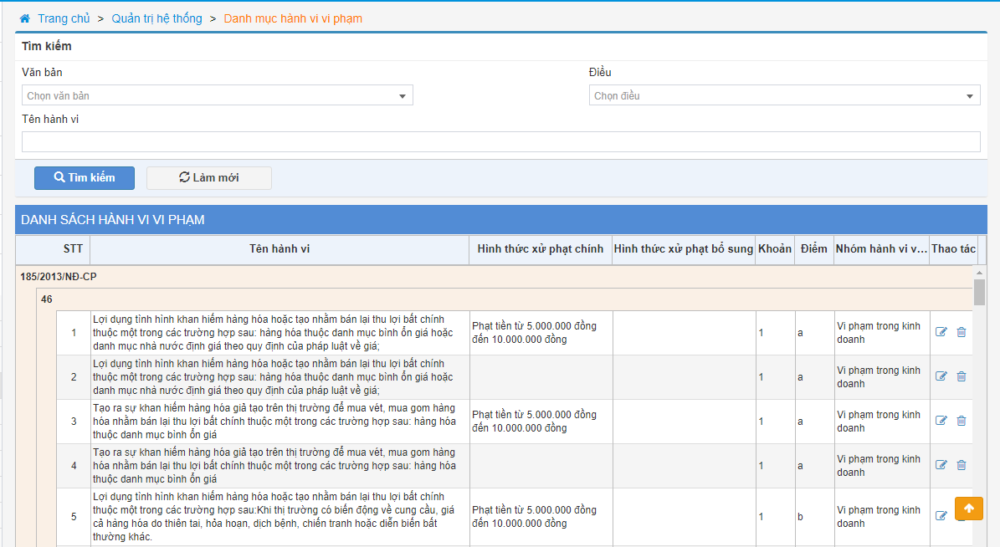 Trang chủ > Quản trị hệ thống > Danh mục hành vi vi phạm
Tìm kiếm
Văn bản
Điều
Chọn văn bản
Chọn điều
Tên hành vi
Tìm kiếm
Làm mới
DANH SÁCH HÀNH VI VI PHẠM
STT Tên hành vi Hình thức xử phạt chính Hình thức xử phạt bổ sung Khoản Điểm Nhóm hành vi v... Thao tác
185/2013/NĐ-CP
46
1
Lợi dụng tình hình khan hiếm hàng hóa hoặc tạo nhằm bán lại thu lợi bất chính
thuộc một trong các trường hợp sau: hàng hóa thuộc danh mục bình ổn giá hoặc
danh mục nhà nước định giá theo quy định của pháp luật về giá;
Phạt tiền từ 5.000.000 đồng
đến 10.000.000 đồng
1
a
Vi phạm trong kinh
doanh
2
Lợi dụng tình hình khan hiếm hàng hóa hoặc tạo nhằm bán lại thu lợi bất chính
thuộc một trong các trường hợp sau: hàng hóa thuộc danh mục bình ổn giá hoặc
danh mục nhà nước định giá theo quy định của pháp luật về giá;
1
a
Vi phạm trong kinh
doanh
3
Tạo ra sự khan hiếm hàng hóa giả tạo trên thị trường để mua vét, mua gom hàng
hóa nhằm bán lại thu lợi bất chính thuộc một trong các trường hợp sau: hàng hóa
thuộc danh mục bình ổn giá
Phạt tiền từ 5.000.000 đồng
đến 10.000.000 đồng
1
a
Vi phạm trong kinh
doanh
4
Tạo ra sự khan hiếm hàng hóa giả tạo trên thị trường để mua vét, mua gom hàng
hóa nhằm bán lại thu lợi bất chính thuộc một trong các trường hợp sau: hàng hóa
thuộc danh mục bình ổn giá
1
a
Vi phạm trong kinh
doanh
5
Lợi dụng tình hình khan hiếm hàng hóa hoặc tạo nhằm bán lại thu lợi bất chính
thuộc một trong các trường hợp sau:Khi thị trường có biến động về cung cầu, giá
cả hàng hóa do thiên tai, hỏa hoạn, dịch bệnh, chiến tranh hoặc diễn biến bất
thường khác.
Phạt tiền từ 5.000.000 đồng
đến 10.000.000 đồng
1
b
Vi phạm trong kinh
doanh